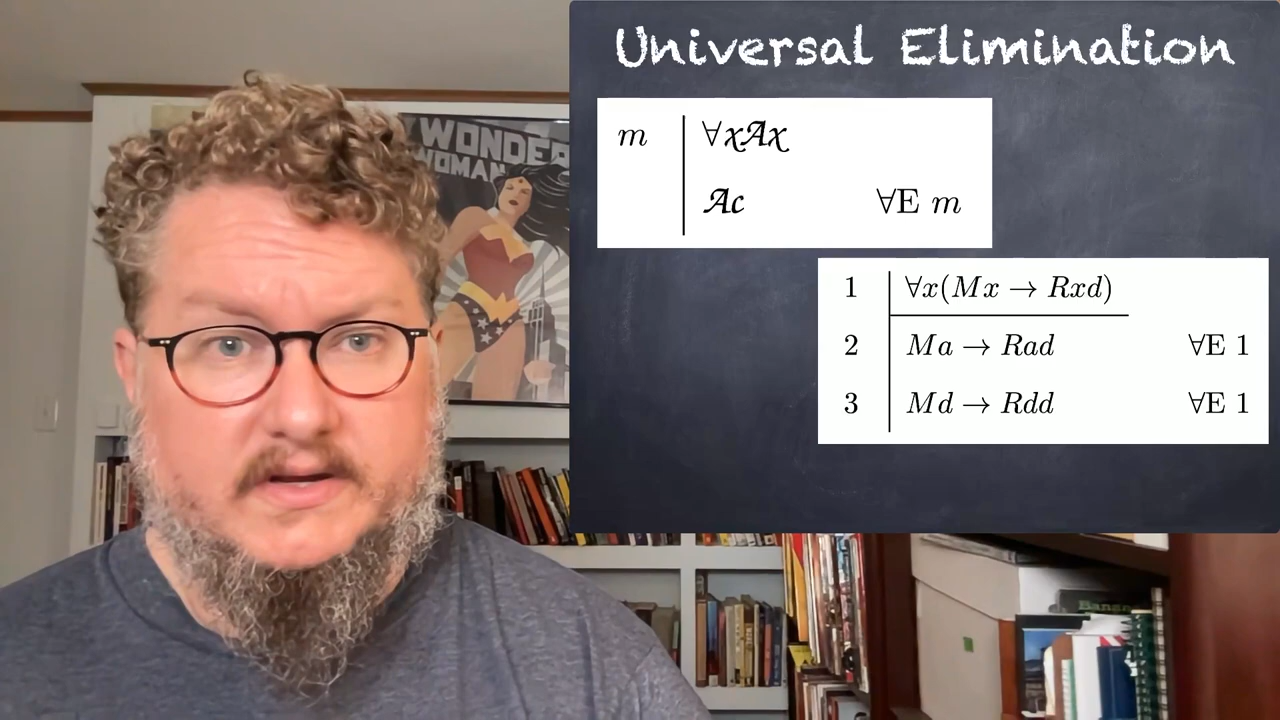 Universal Elimination
m ∀xAx
Ac ∀E m
1 ∀x(Mx → Rxd)
2 Ma → Rad ∀E 1
3 Md → Rdd ∀E 1
WONDER
WOMAN